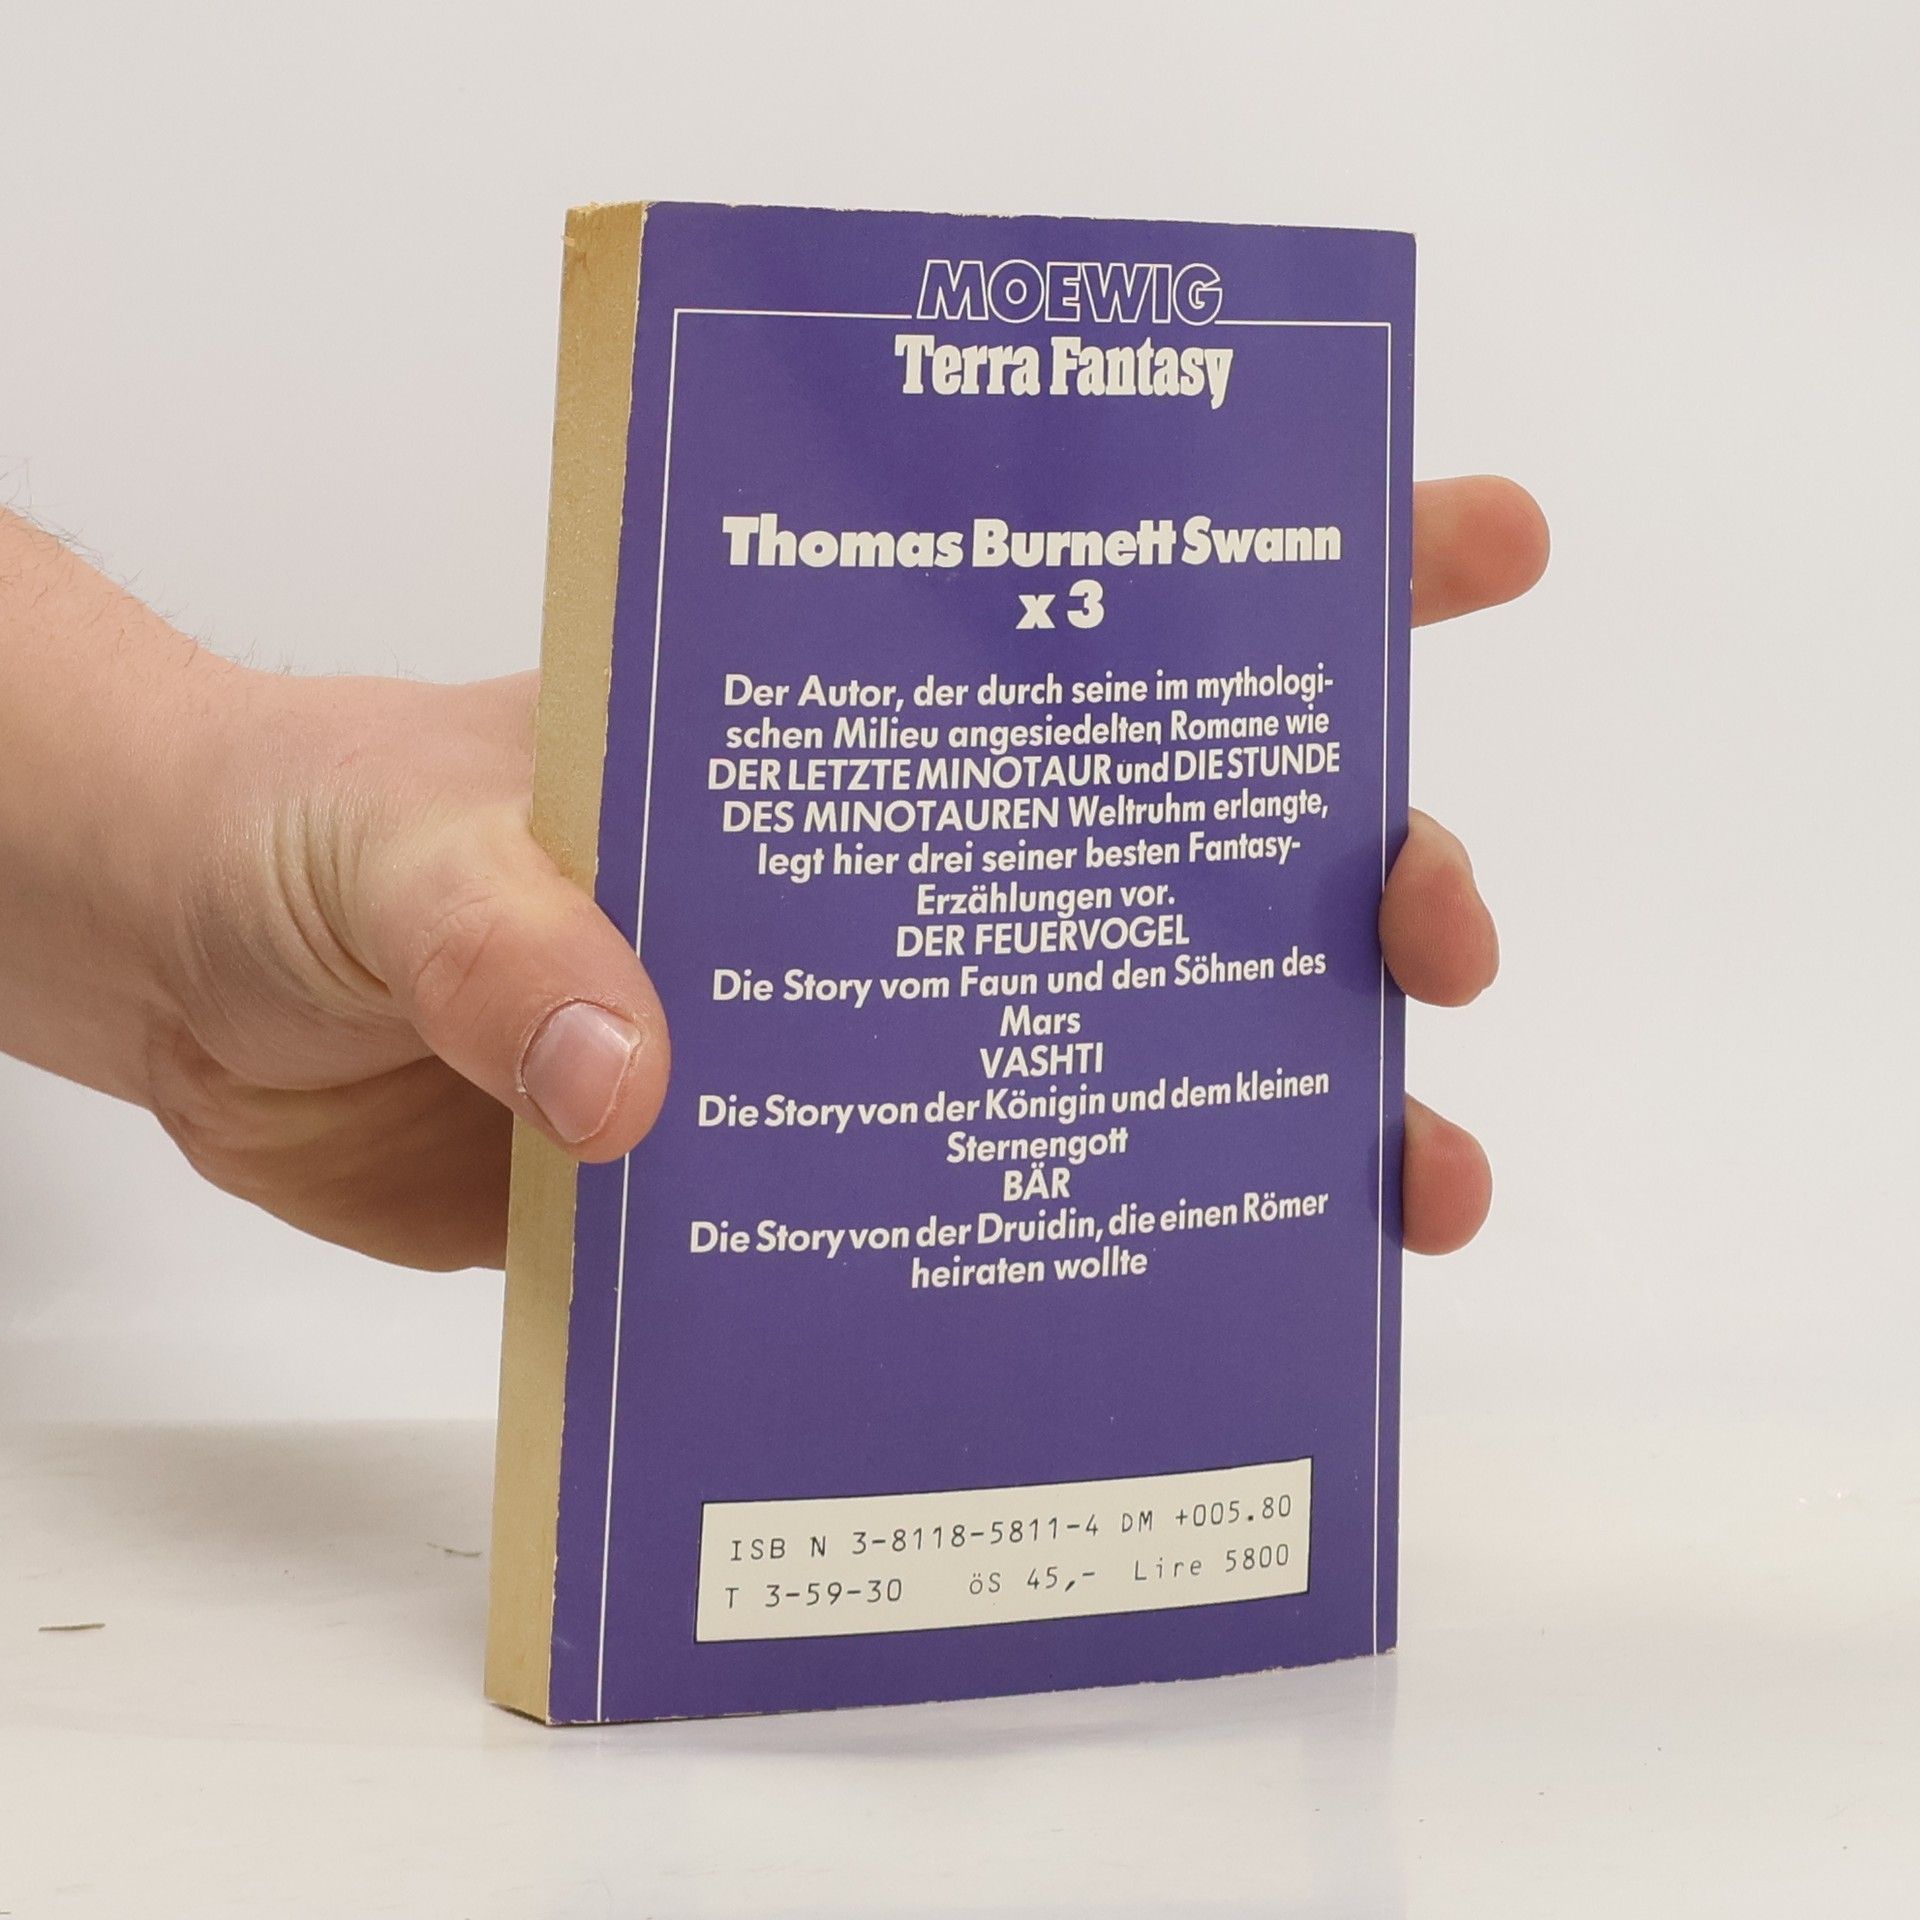 MOEWIG
Terra Fantasy
Thomas Burnett Swann
x 3
Der Autor, der durch seine im mythologi-
schen Milieu angesiedelten Romane wie
DER LETZTE MINOTAUR und DIE STUNDE
DES MINOTAUREN Weltruhm erlangte,
legt hier drei seiner besten Fantasy-
Erzählungen vor.
DER FEUERVOGEL
Die Story vom Faun und den Söhnen des
Mars
VASHTI
Die Story von der Königin und dem kleinen
Sternengott
BÄR
Die Story von der Druidin, die einen Römer
heiraten wollte
ISB N 3-8118-5811-4 DM +005.80
T 3-59-30 öS 45,- Lire 5800